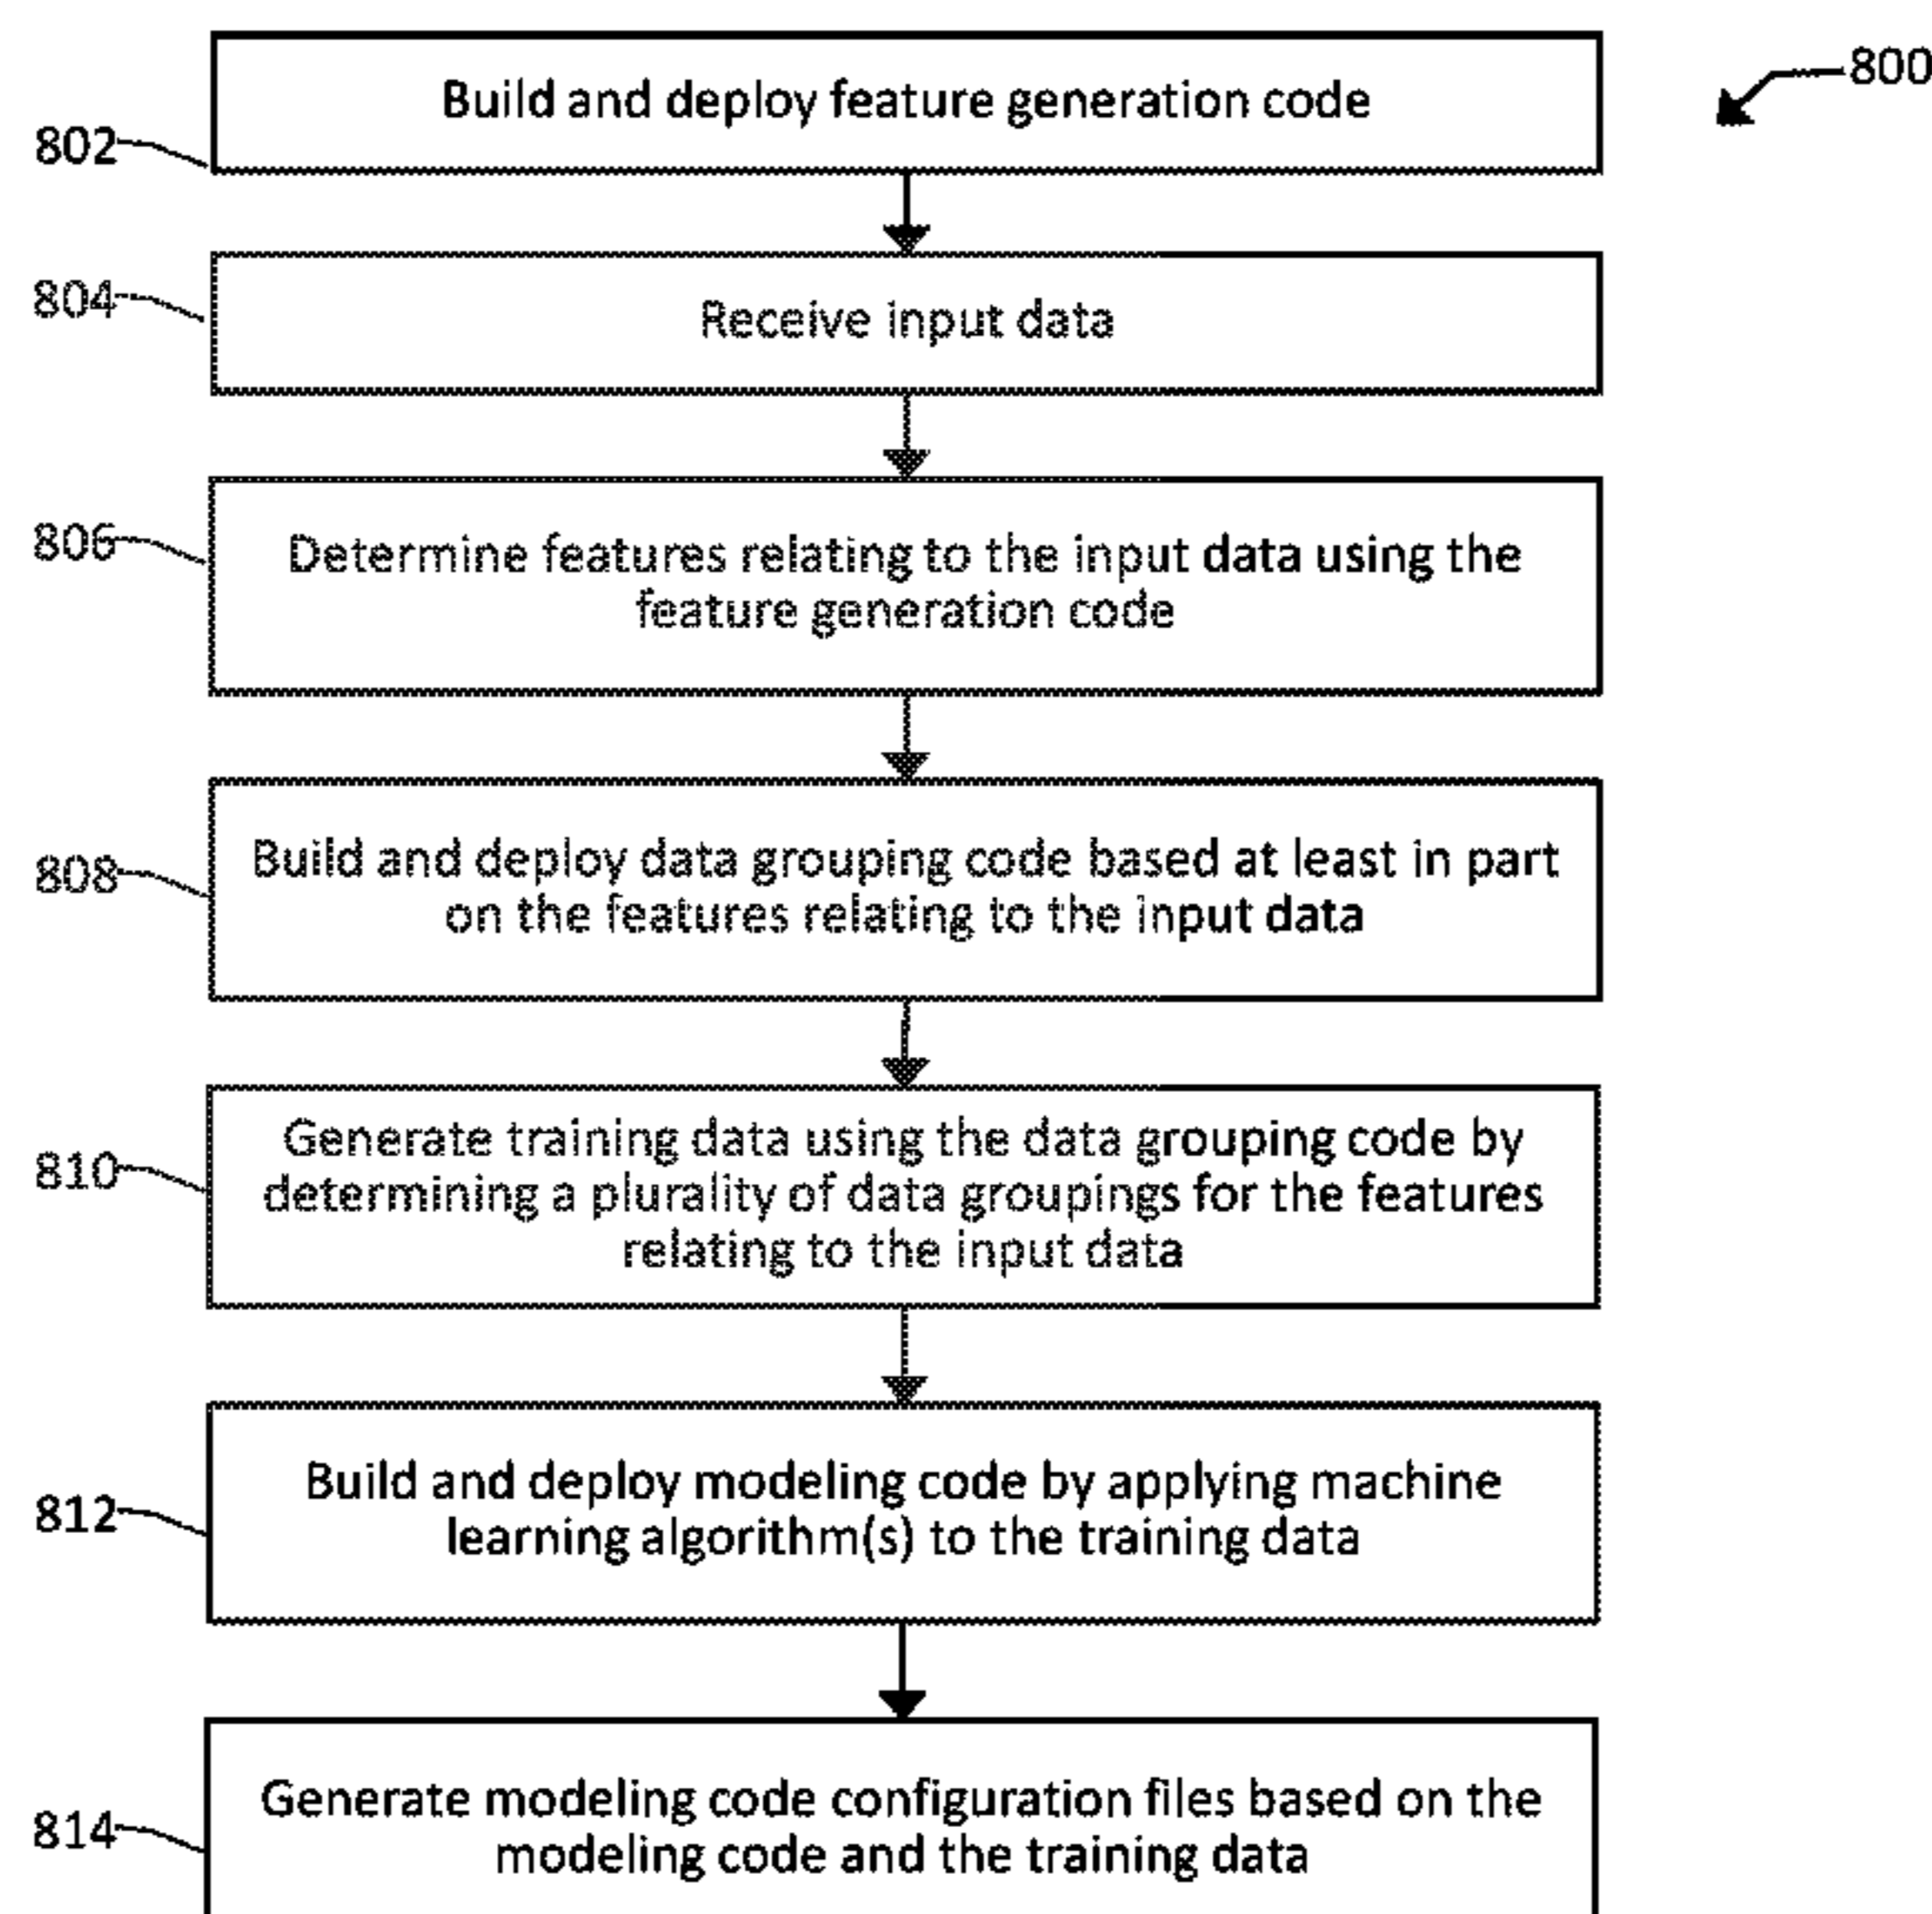 Build and deploy feature generation code
800
802
804
Receive input data
806
Determine features relating to the input data using the
feature generation code
808
Build and deploy data grouping code based at least in part
on the features relating to the input data
810
Generate training data using the data grouping code by
determining a plurality of data groupings for the features
relating to the input data
812
Build and deploy modeling code by applying machine
learning algorithm(s) to the training data
814
Generate modeling code configuration files based on the
modeling code and the training data